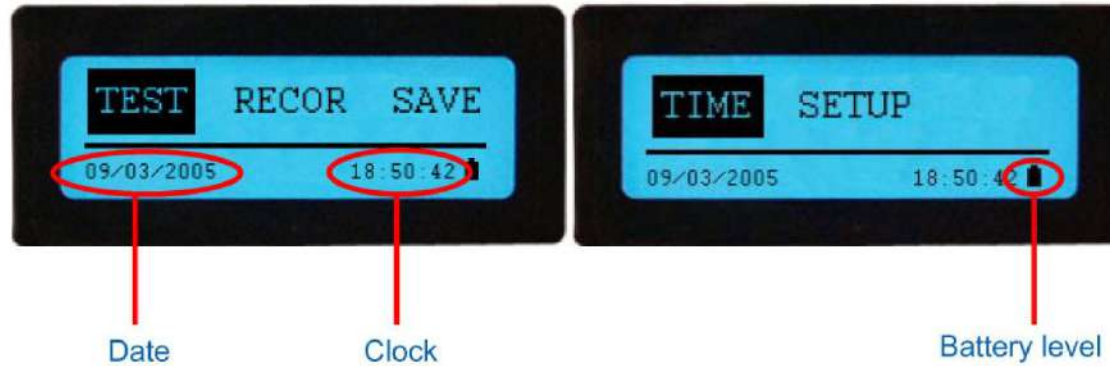 TEST RECOR SAVE
09/03/2005 18:50:42
TIME SETUP
09/03/2005 18:50:42
Date
Clock
Battery level